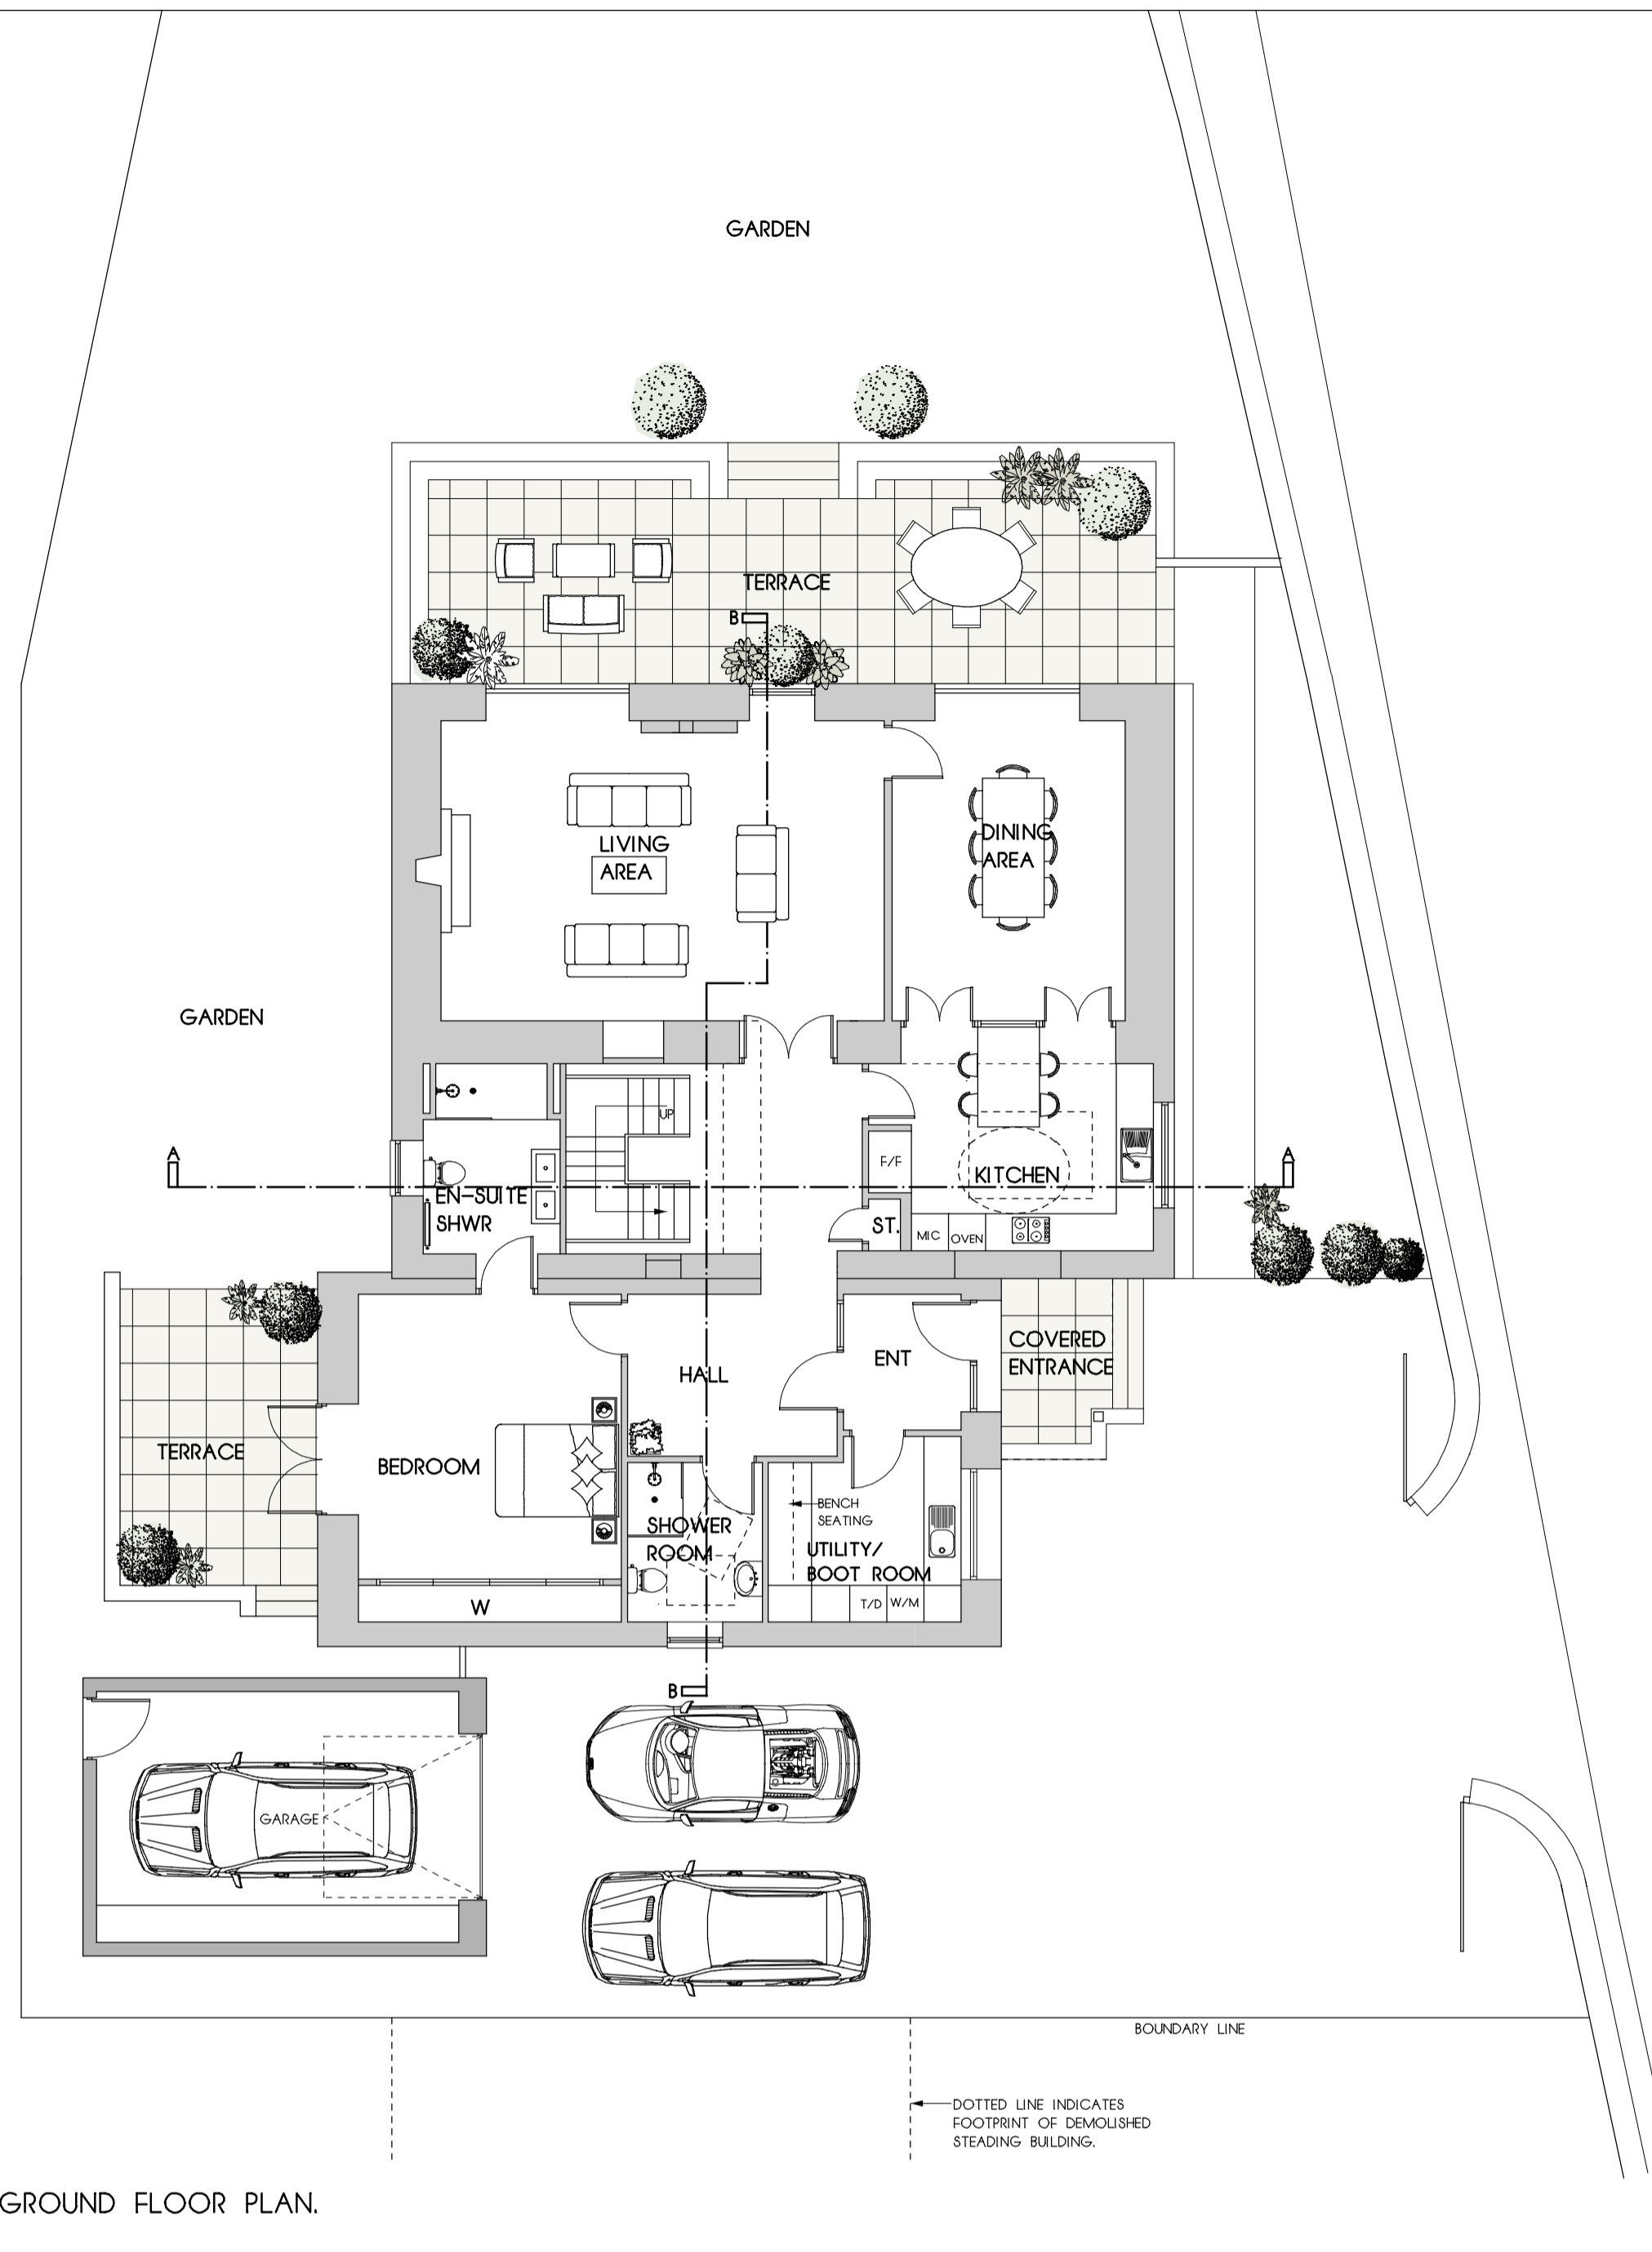 GARDEN
TERRACE
B
LIVING
AREA
DINING
AREA
GARDEN
UP
A
F/F
KITCHEN
A
EN-SUITE
SHWR
ST.
MIC
OVEN
COVERED
ENTRANCE
ENT
HALL
TERRACE
BEDROOM
BENCH
SEATING
SHOWER
ROOM
UTILITY/
BOOT ROOM
W
T/D
W/M
B
GARAGE
BOUNDARY LINE
DOTTED LINE INDICATES
FOOTPRINT OF DEMOLISHED
STEADING BUILDING.
GROUND FLOOR PLAN.